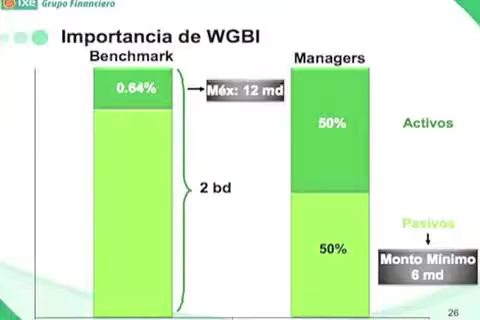 ixe Grupo Financiero
Importancia de WGBI
Benchmark
Managers
0.64%
Méx: 12 md
50%
Activos
2 bd
Pasivos
50%
Monto Mínimo
6 md
26